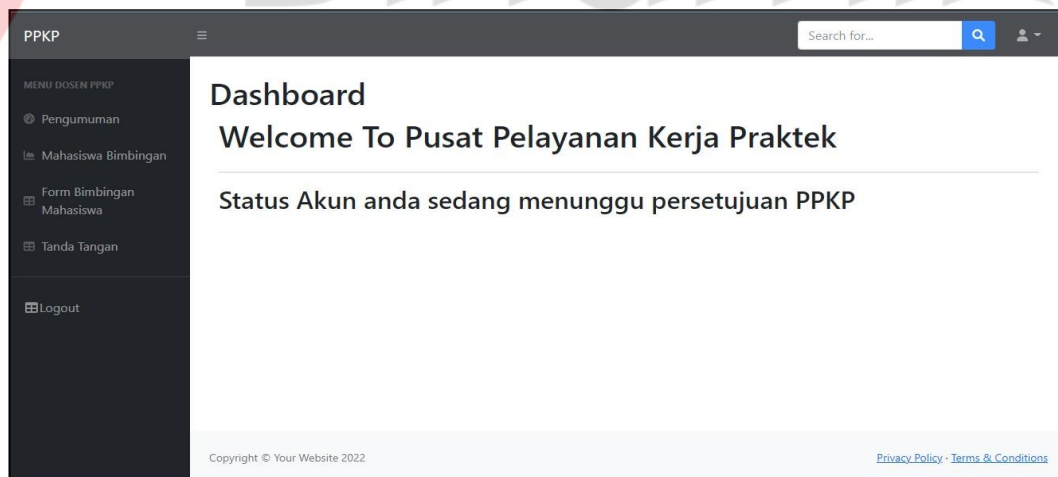 PPKP
Search for...
MENU DOSEN PPKP
Pengumuman
Mahasiswa Bimbingan
Form Bimbingan
Mahasiswa
Tanda Tangan
Logout
Dashboard
Welcome To Pusat Pelayanan Kerja Praktek
Status Akun anda sedang menunggu persetujuan PPKP
Copyright © Your Website 2022
Privacy Policy · Terms & Conditions